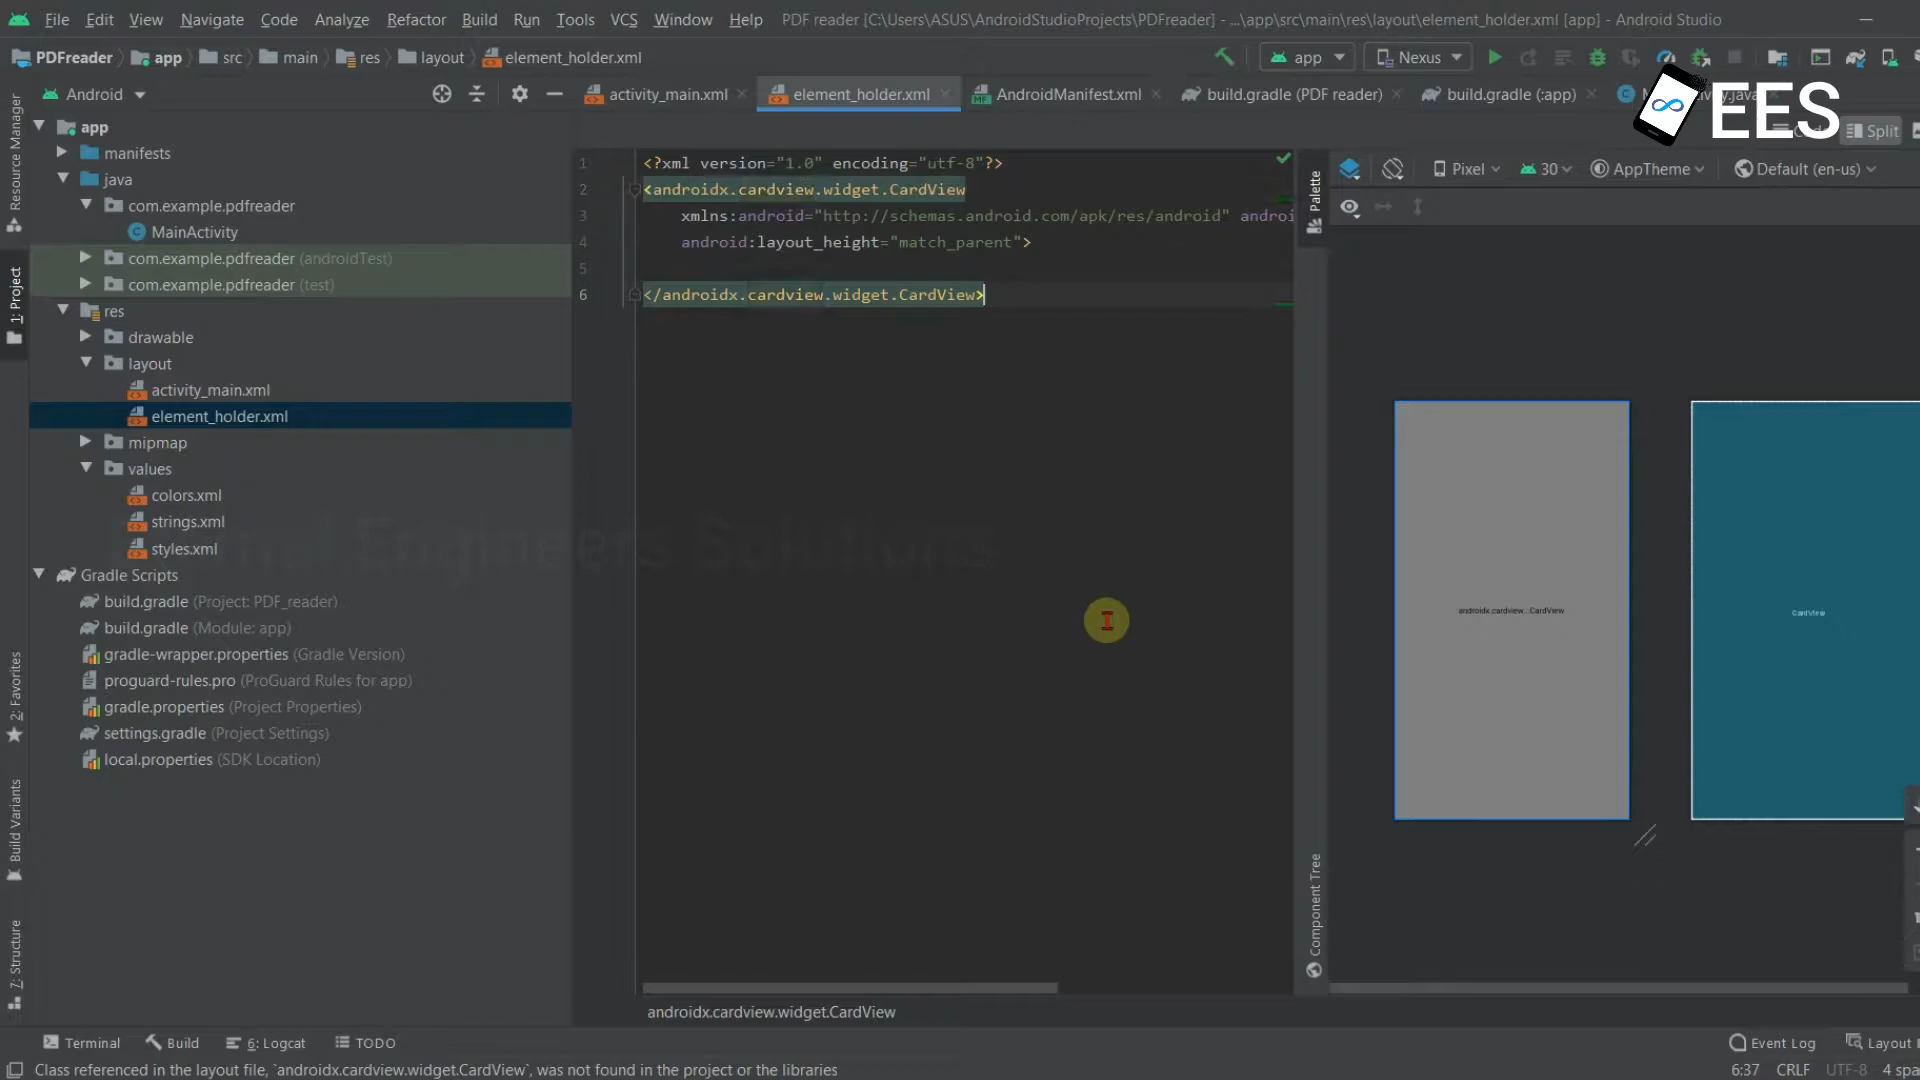 File Edit View Navigate Code Analyze Refactor Build Run Tools VCS Window Help PDF reader [C:\Users\ASUS\AndroidStudioProjects\PDFreader] - ...\app\src\main\res\layout\element_holder.xml [app] - Android Studio
PDFreader app src main res layout element_holder.xml app Nexus
Android activity_main.xml element_holder.xml AndroidManifest.xml build.gradle (PDF reader) build.gradle (:app)
EES
Split
Resource Manager
1: Project
2: Favorites
Build Variants
7: Structure
app
manifests
java
com.example.pdfreader
MainActivity
com.example.pdfreader (androidTest)
com.example.pdfreader (test)
res
drawable
layout
activity_main.xml
element_holder.xml
mipmap
values
colors.xml
strings.xml
styles.xml
Gradle Scripts
build.gradle (Project: PDF_reader)
build.gradle (Module: app)
gradle-wrapper.properties (Gradle Version)
proguard-rules.pro (ProGuard Rules for app)
gradle.properties (Project Properties)
settings.gradle (Project Settings)
local.properties (SDK Location)
1 <?xml version="1.0" encoding="utf-8"?>
2 <androidx.cardview.widget.CardView
3 xmlns:android="http://schemas.android.com/apk/res/android" androi
4 android:layout_height="match_parent">
5
6 </androidx.cardview.widget.CardView>
Engineers Solutions
androidx.cardview.widget.CardView
Palette
Component Tree
Pixel 30 AppTheme Default (en-us)
androidx.cardview...CardView
CardView
Terminal Build 6: Logcat TODO Event Log Layout
Class referenced in the layout file, `androidx.cardview.widget.CardView`, was not found in the project or the libraries
6:37 CRLF UTF-8 4 spa